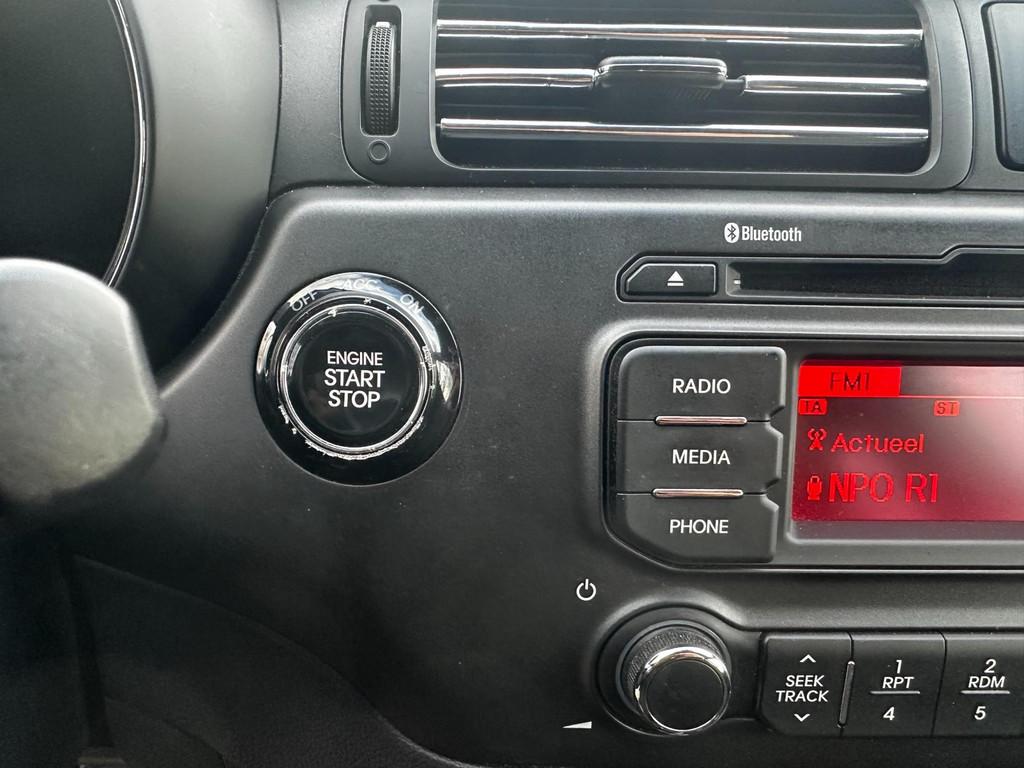 Bluetooth
OFF ACC ON
ENGINE
START
STOP
RADIO
MEDIA
PHONE
FM1
TA ST
Actueel
NPO R1
SEEK
TRACK
1
RPT
4
2
RDM
5